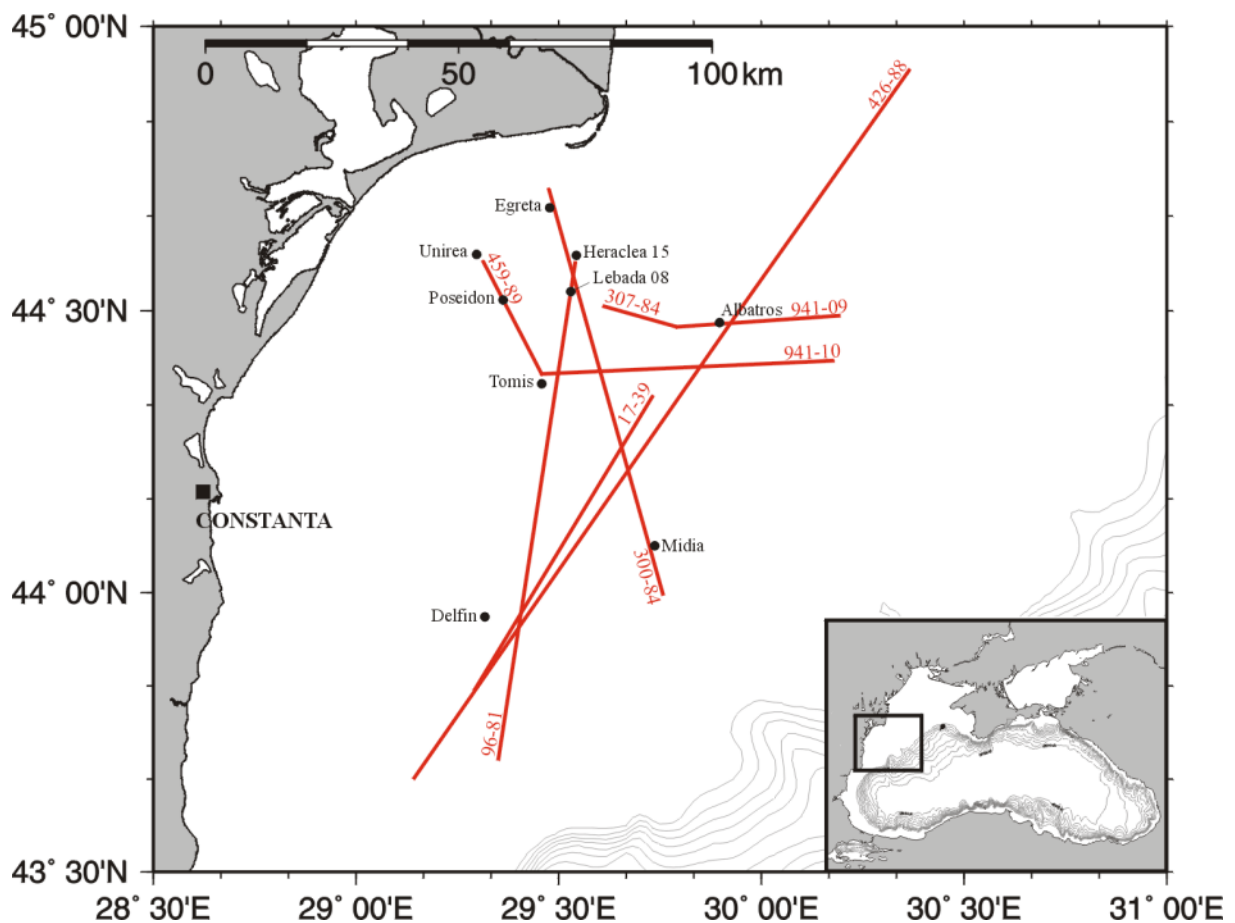 45° 00'N
0
50
100 km
426-88
Egreta
Unirea
Heraclea 15
459-89
Lebada 08
Poseidon
307-84
Albatros
941-09
44° 30'N
941-10
Tomis
17-39
CONSTANTA
Midia
300-84
44° 00'N
Delfin
96-81
43° 30'N
28° 30'E
29° 00'E
29° 30'E
30° 00'E
30° 30'E
31° 00'E